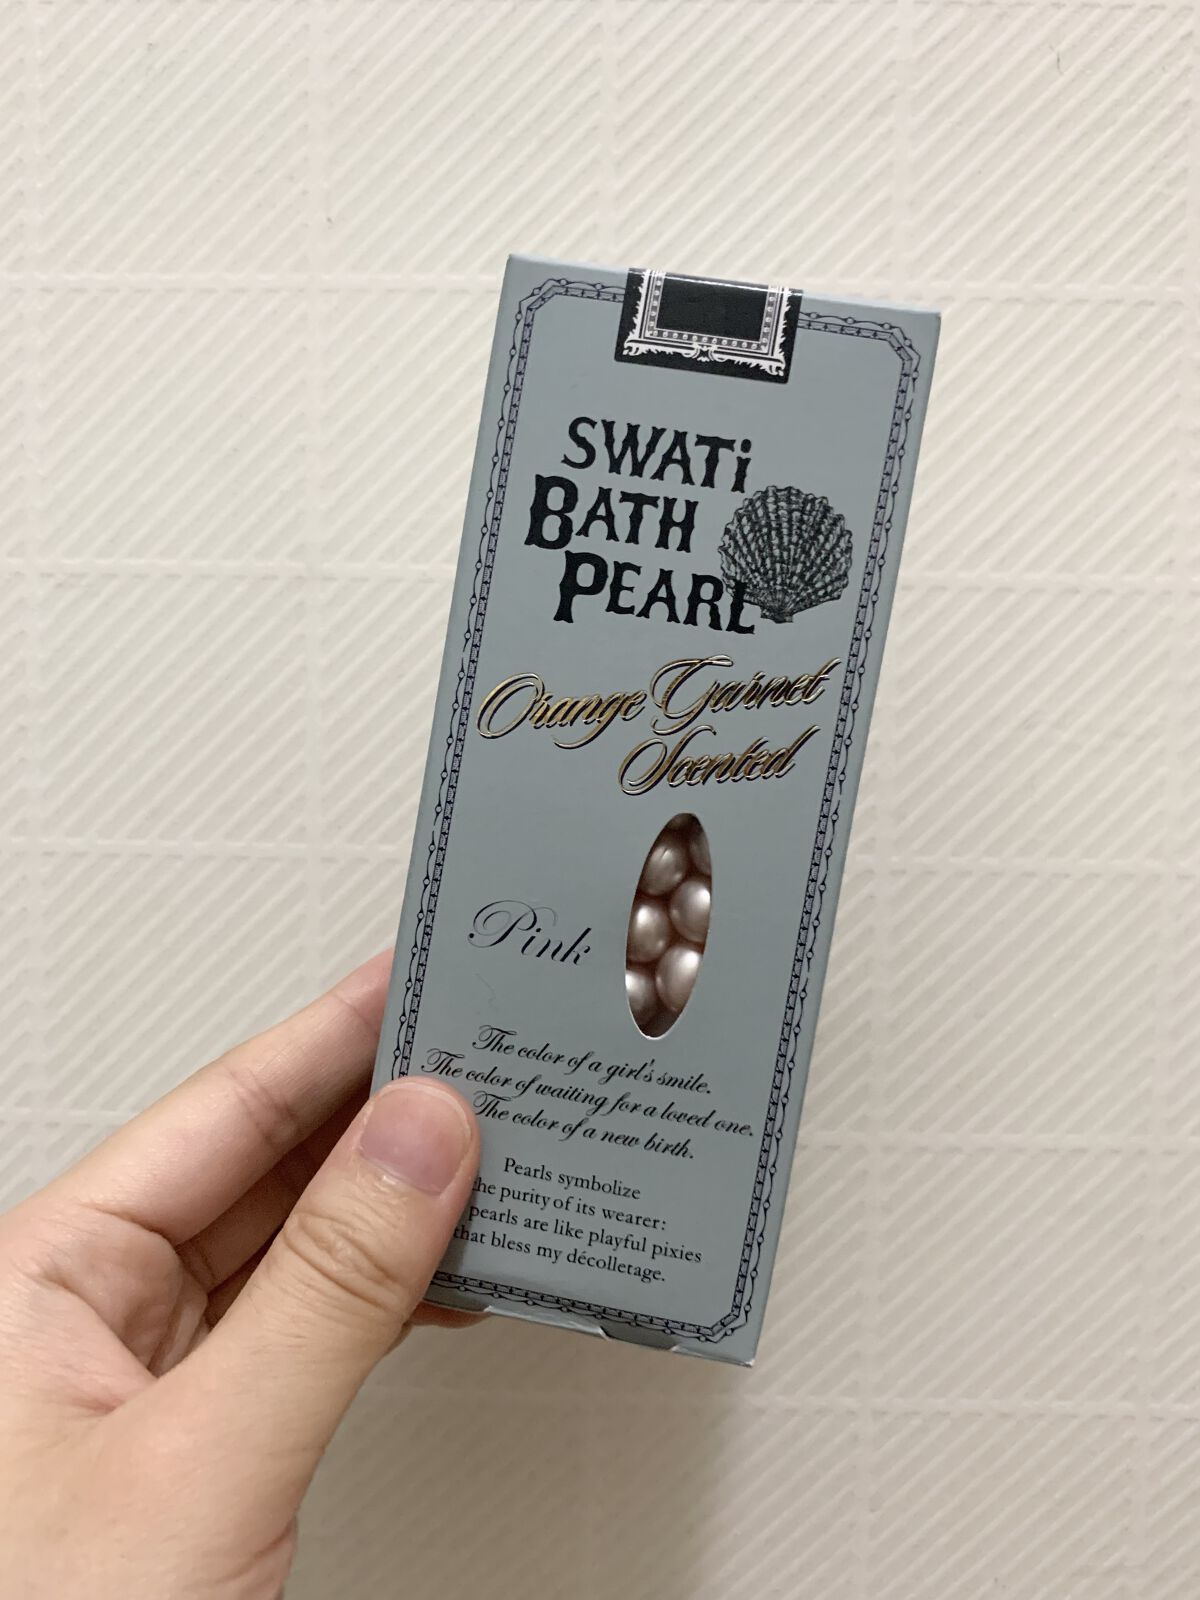 SWATi
BATH
PEARL
Orange Garnet
Scented
Pink
The color of a girl's smile.
The color of waiting for a loved one.
The color of a new birth.
Pearls symbolize
the purity of its wearer:
pearls are like playful pixies
that bless my décolletage.